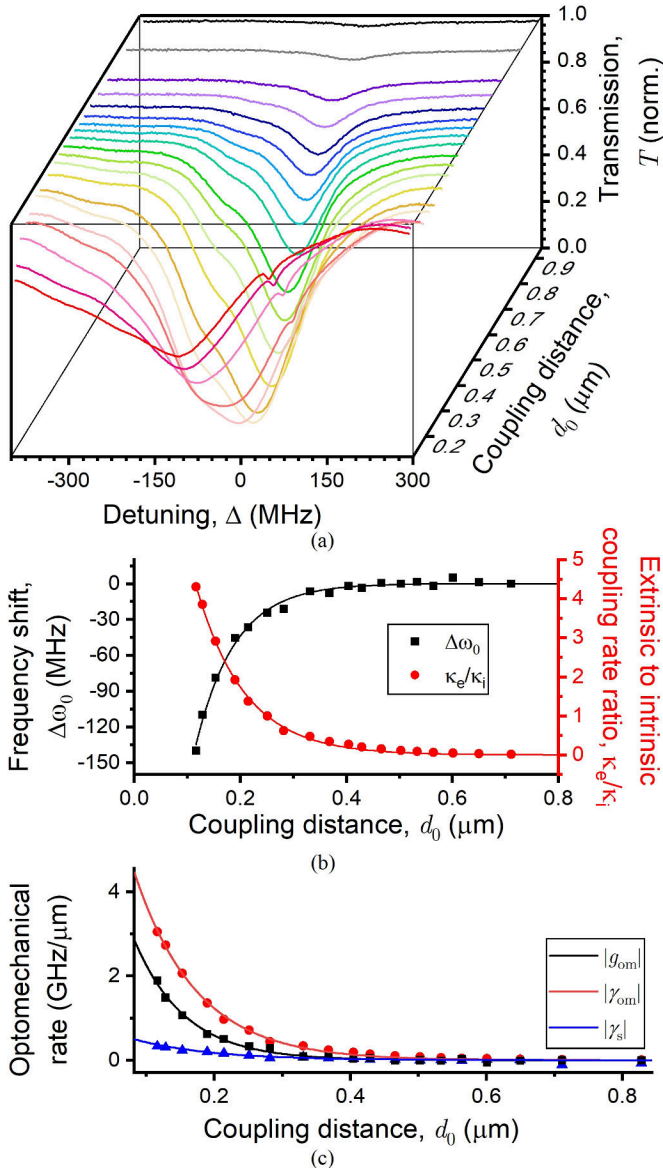 1.0
0.8
0.6
0.4
0.2
0.0
Transmission,
T (norm.)
0.9
0.8
0.7
0.6
0.5
0.4
0.3
0.2
Coupling distance,
d₀ (μm)
-300 -150 0 150 300
Detuning, Δ (MHz)
(a)
Frequency shift,
Δω₀ (MHz)
0
-30
-60
-90
-120
-150
Δω₀
κₑ/κᵢ
5
4
3
2
1
0
Extrinsic to intrinsic
coupling rate ratio, κₑ/κᵢ
0.0 0.2 0.4 0.6 0.8
Coupling distance, d₀ (μm)
(b)
Optomechanical
rate (GHz/μm)
4
2
0
|g_om|
|γ_om|
|γ_s|
0.2 0.4 0.6 0.8
Coupling distance, d₀ (μm)
(c)